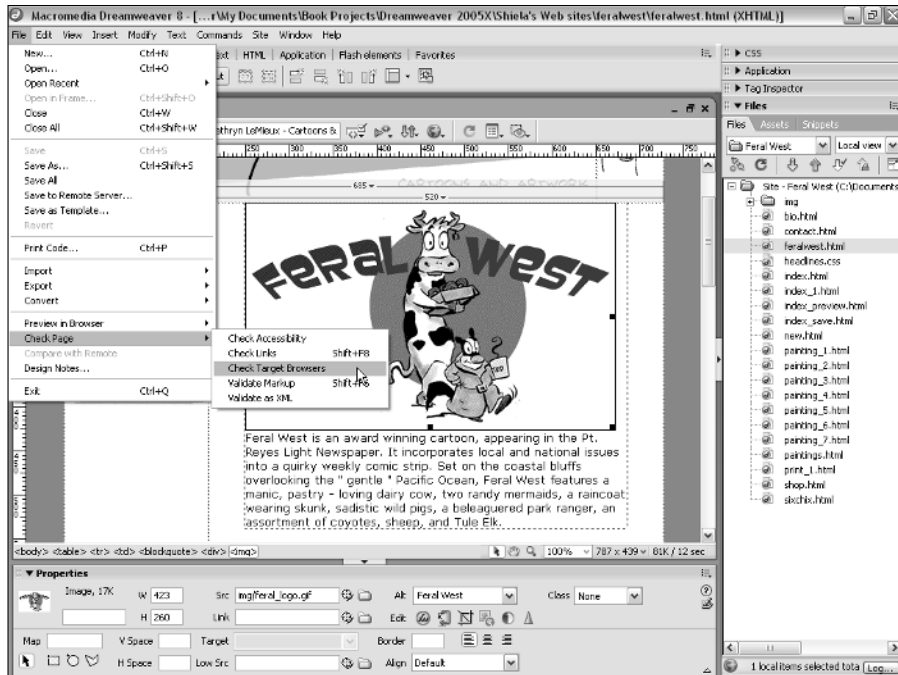 Macromedia Dreamweaver 8 - [...r\My Documents\Book Projects\Dreamweaver 2005X\Shiela's Web sites\feralwest\feralwest.html (XHTML)]
File Edit View Insert Modify Text Commands Site Window Help
New... Ctrl+N
Open... Ctrl+O
Open Recent
Open in Frame... Ctrl+Shift+O
Close Ctrl+W
Close All Ctrl+Shift+W
Save Ctrl+S
Save As... Ctrl+Shift+S
Save All
Save to Remote Server...
Save as Template...
Revert
Print Code... Ctrl+P
Import
Export
Convert
Preview in Browser
Check Page
Compare with Remote
Design Notes...
Exit Ctrl+Q
Check Accessibility
Check Links Shift+F8
Check Target Browsers
Validate Markup Shift+F6
Validate as XML
HTML Application Flash elements Favorites
thryn LeMieux - Cartoons &
250 300 350 400 450 500 550 600 650 700 750
685
CARTOONS AND ARTWORK
520
FERAL WEST
Feral West is an award winning cartoon, appearing in the Pt.
Reyes Light Newspaper. It incorporates local and national issues
into a quirky weekly comic strip. Set on the coastal bluffs
overlooking the " gentle " Pacific Ocean, Feral West features a
manic, pastry - loving dairy cow, two randy mermaids, a raincoat
wearing skunk, sadistic wild pigs, a beleaguered park ranger, an
assortment of coyotes, sheep, and Tule Elk.
<body> <table> <tr> <td> <blockquote> <div> <img>
100% 787 x 439 81K / 12 sec
Properties
Image, 17K W 423 Src img/feral_logo.gif Alt Feral West Class None
H 260 Link Edit
Map V Space Target Border
H Space Low Src Align Default
CSS
Application
Tag Inspector
Files
Files Assets Snippets
Feral West Local view
Site - Feral West (C:\Documents
img
bio.html
contact.html
feralwest.html
headlines.css
index.html
index_1.html
index_preview.html
index_save.html
new.html
painting_1.html
painting_2.html
painting_3.html
painting_4.html
painting_5.html
painting_6.html
painting_7.html
paintings.html
print_1.html
shop.html
sixchix.html
1 local items selected tota Log...